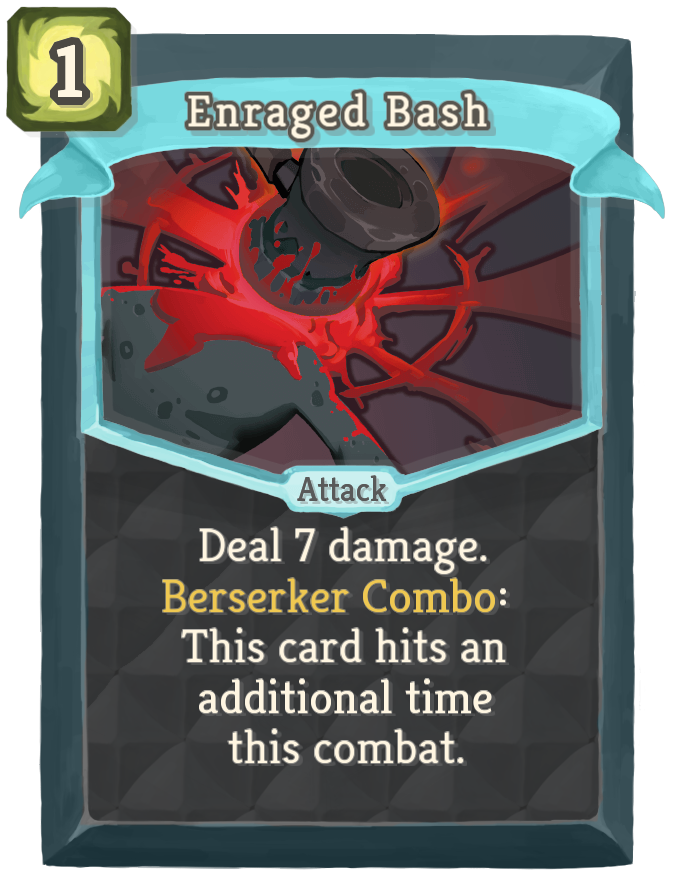 1
Enraged Bash
Attack
Deal 7 damage.
Berserker Combo:
This card hits an
additional time
this combat.